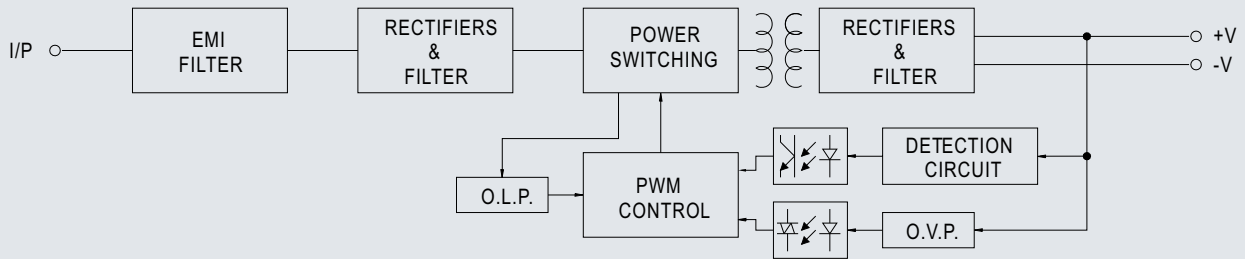 I/P
EMI
FILTER
RECTIFIERS
&
FILTER
POWER
SWITCHING
RECTIFIERS
&
FILTER
+V
-V
O.L.P.
PWM
CONTROL
DETECTION
CIRCUIT
O.V.P.